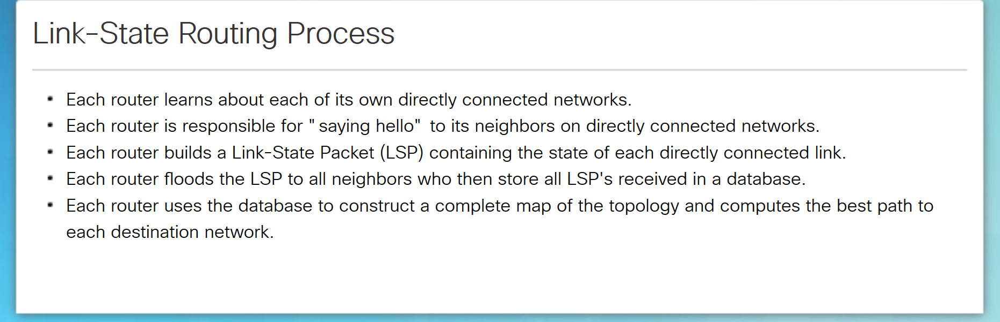 Link-State Routing Process
▪ Each router learns about each of its own directly connected networks.
▪ Each router is responsible for "saying hello" to its neighbors on directly connected networks.
▪ Each router builds a Link-State Packet (LSP) containing the state of each directly connected link.
▪ Each router floods the LSP to all neighbors who then store all LSP's received in a database.
▪ Each router uses the database to construct a complete map of the topology and computes the best path to
each destination network.